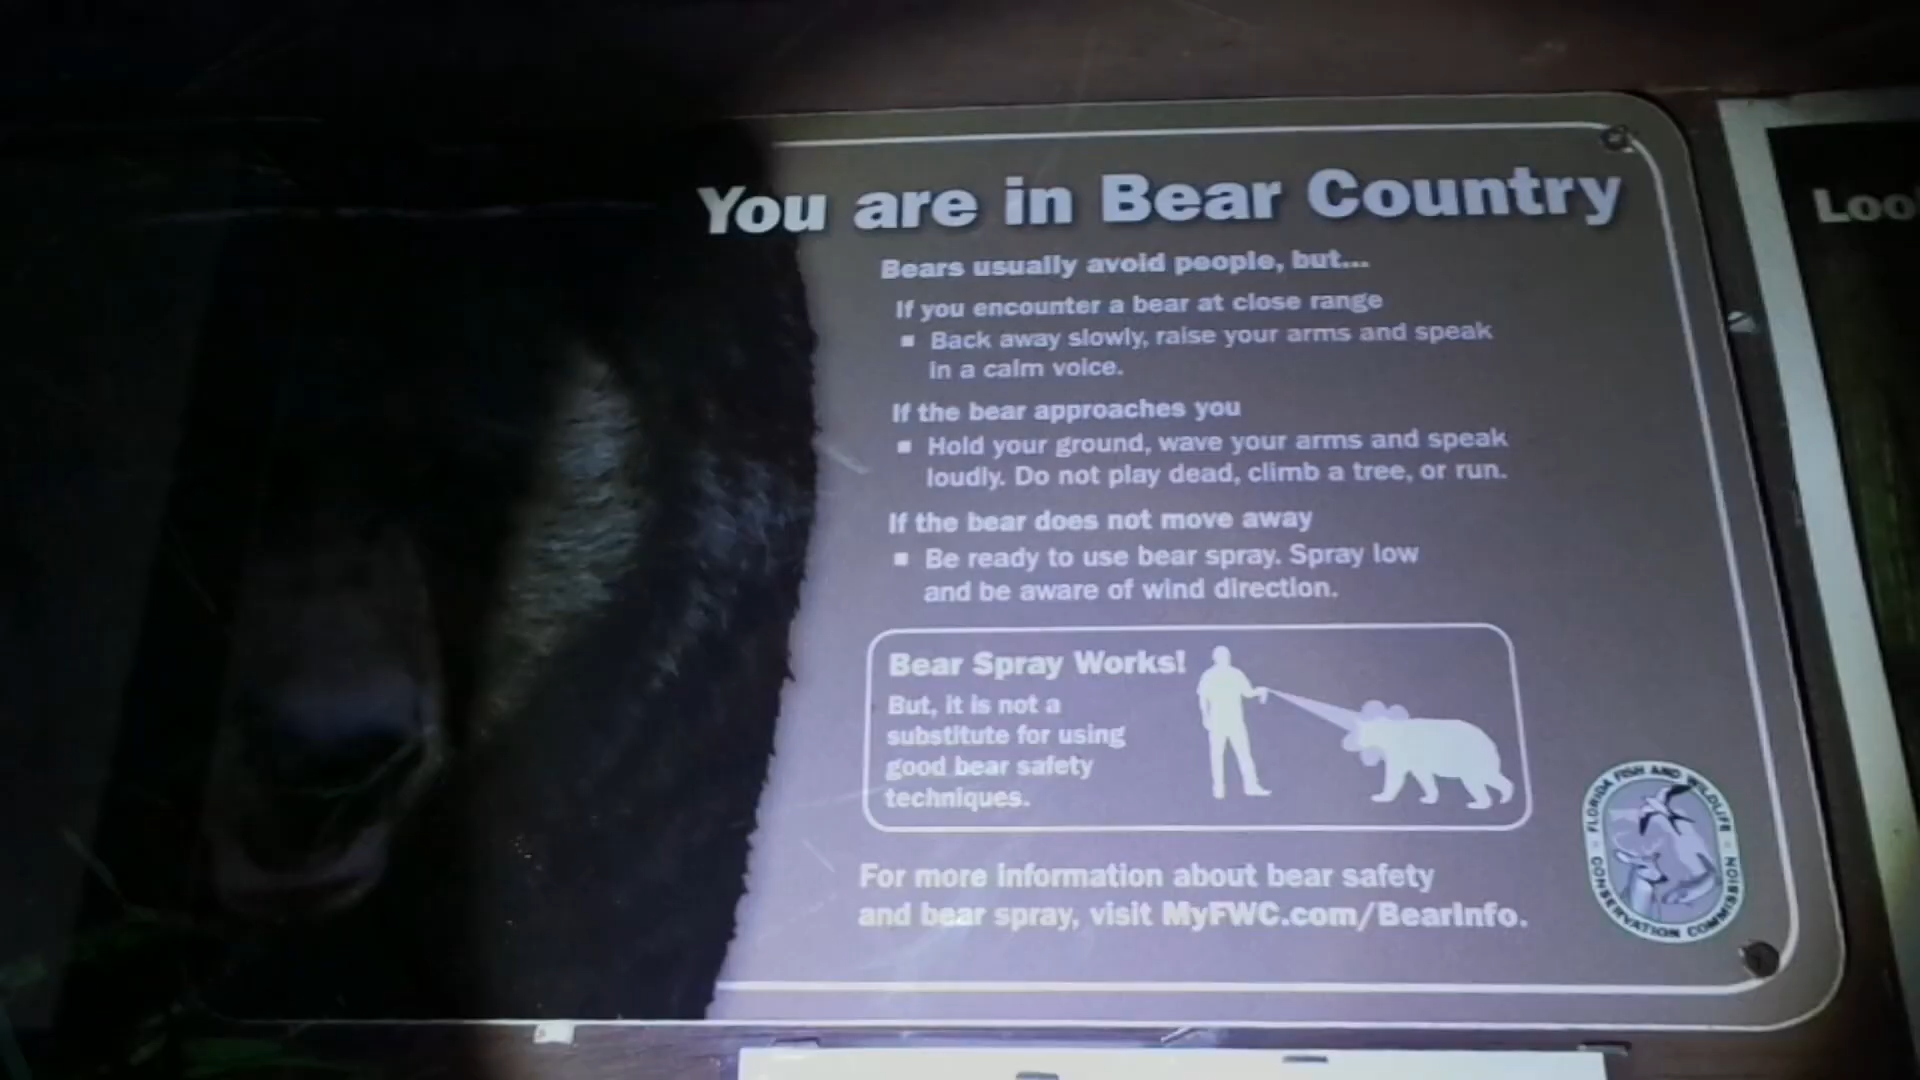 You are in Bear Country
Bears usually avoid people, but...
If you encounter a bear at close range
▪ Back away slowly, raise your arms and speak
in a calm voice.
If the bear approaches you
▪ Hold your ground, wave your arms and speak
loudly. Do not play dead, climb a tree, or run.
If the bear does not move away
▪ Be ready to use bear spray. Spray low
and be aware of wind direction.
Bear Spray Works!
But, it is not a
substitute for using
good bear safety
techniques.
For more information about bear safety
and bear spray, visit MyFWC.com/BearInfo.
FLORIDA FISH AND WILDLIFE
CONSERVATION COMMISSION